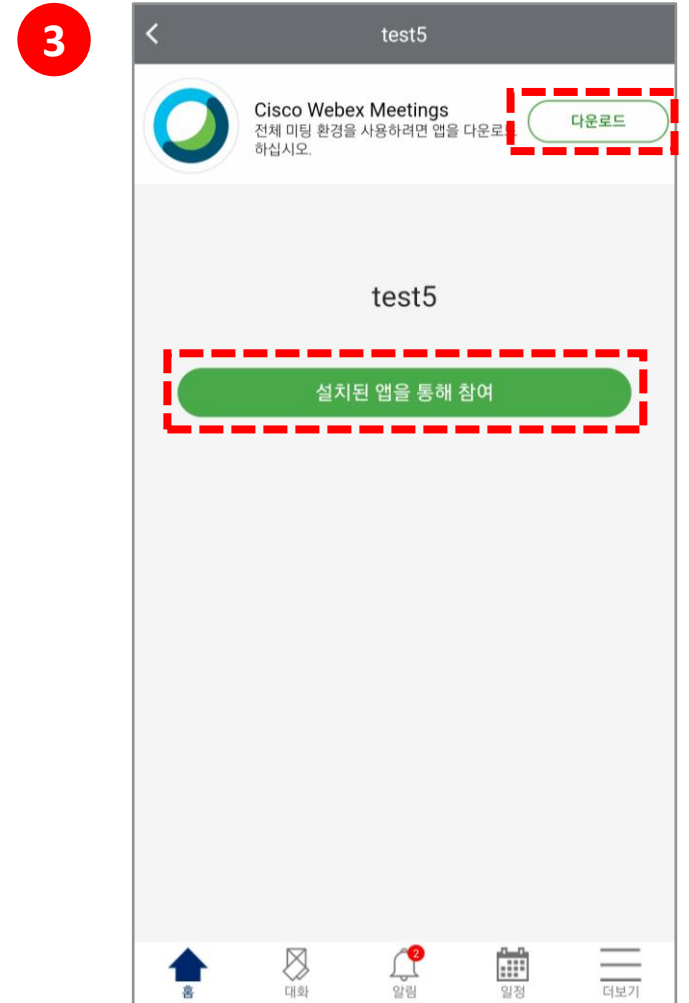 3
test5
Cisco Webex Meetings
다운로드
전체 미팅 환경을 사용하려면 앱을 다운로드
하십시오.
test5
설치된 앱을 통해 참여
2
홈 대화 알림 일정 더보기